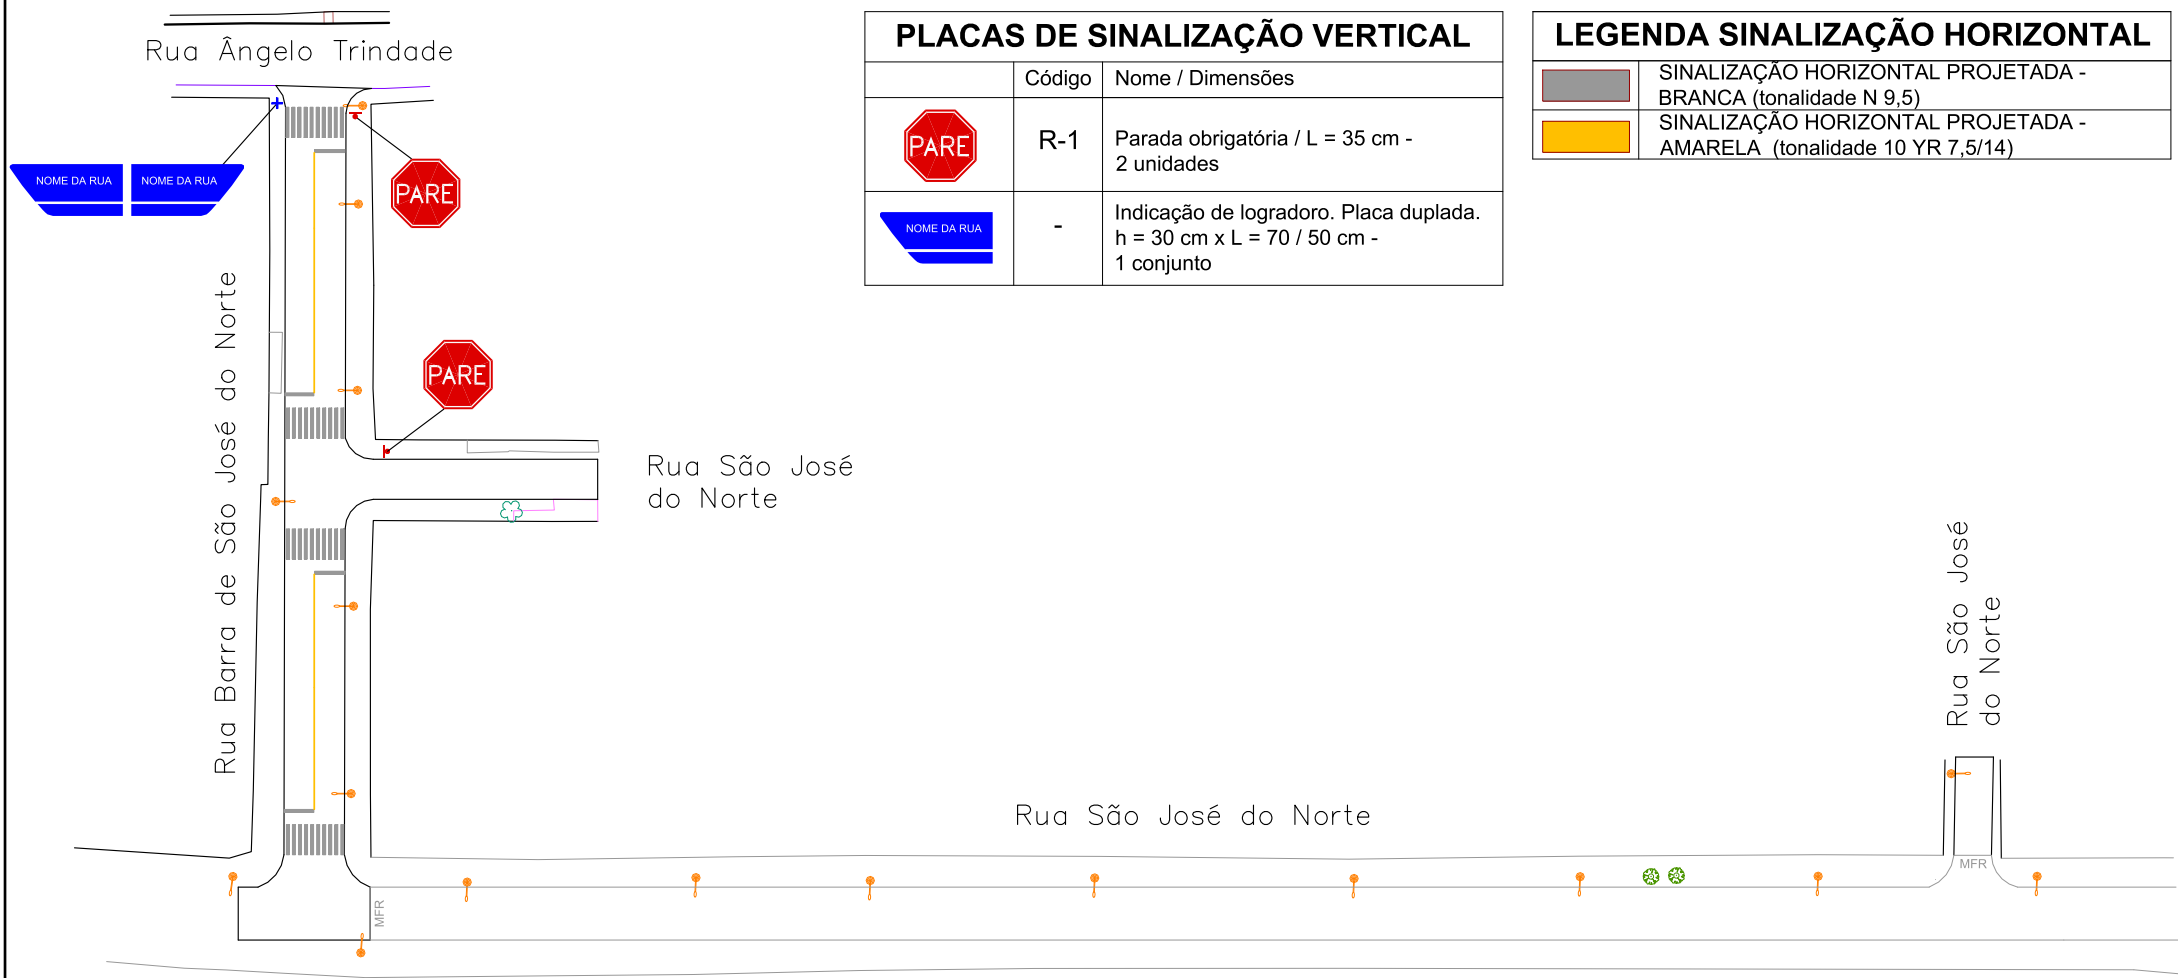 Rua Ângelo Trindade
NOME DA RUA
NOME DA RUA
PARE
PARE
Rua Barra de São José do Norte
Rua São José
do Norte
PLACAS DE SINALIZAÇÃO VERTICAL
Código
Nome / Dimensões
PARE
R-1
Parada obrigatória / L = 35 cm -
2 unidades
NOME DA RUA
-
Indicação de logradoro. Placa duplada.
h = 30 cm x L = 70 / 50 cm -
1 conjunto
LEGENDA SINALIZAÇÃO HORIZONTAL
SINALIZAÇÃO HORIZONTAL PROJETADA -
BRANCA (tonalidade N 9,5)
SINALIZAÇÃO HORIZONTAL PROJETADA -
AMARELA (tonalidade 10 YR 7,5/14)
Rua São José
do Norte
Rua São José do Norte
MFR
MFR